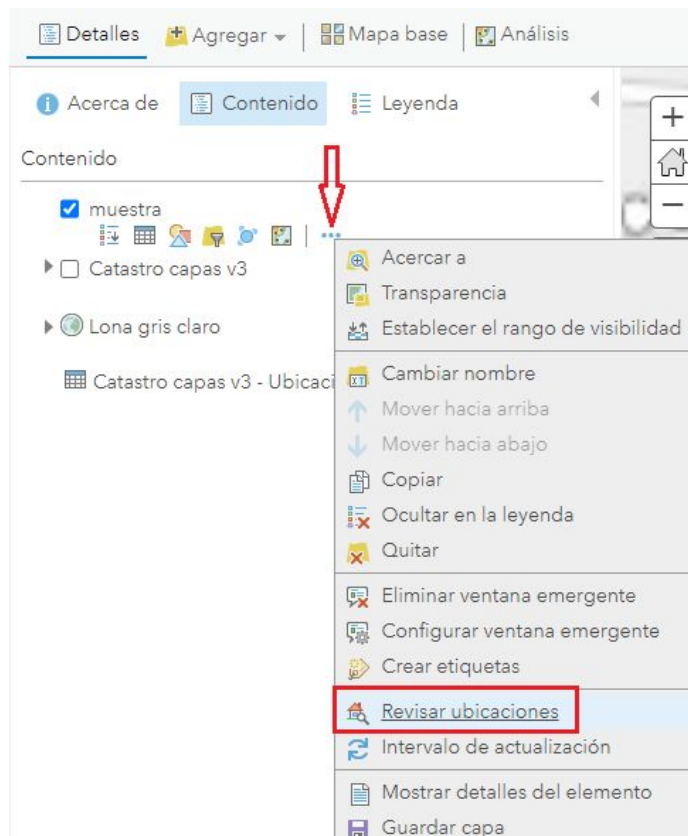 Detalles Agregar Mapa base Análisis
Acerca de Contenido Leyenda
Contenido
muestra
Catastro capas v3
Lona gris claro
Catastro capas v3 - Ubicaci
Acercar a
Transparencia
Establecer el rango de visibilidad
Cambiar nombre
Mover hacia arriba
Mover hacia abajo
Copiar
Ocultar en la leyenda
Quitar
Eliminar ventana emergente
Configurar ventana emergente
Crear etiquetas
Revisar ubicaciones
Intervalo de actualización
Mostrar detalles del elemento
Guardar capa